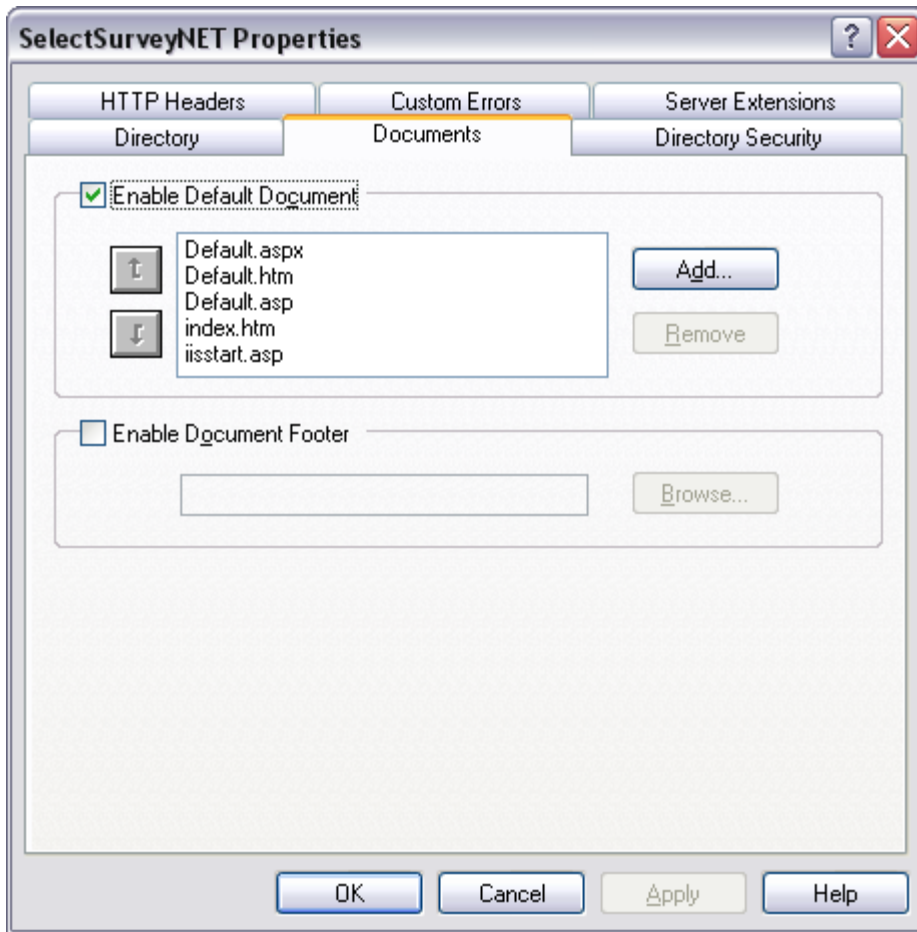 SelectSurveyNET Properties
HTTP Headers
Custom Errors
Server Extensions
Directory
Documents
Directory Security
Enable Default Document
Default.aspx
Default.htm
Default.asp
index.htm
iisstart.asp
Add...
Remove
Enable Document Footer
Browse...
OK
Cancel
Apply
Help